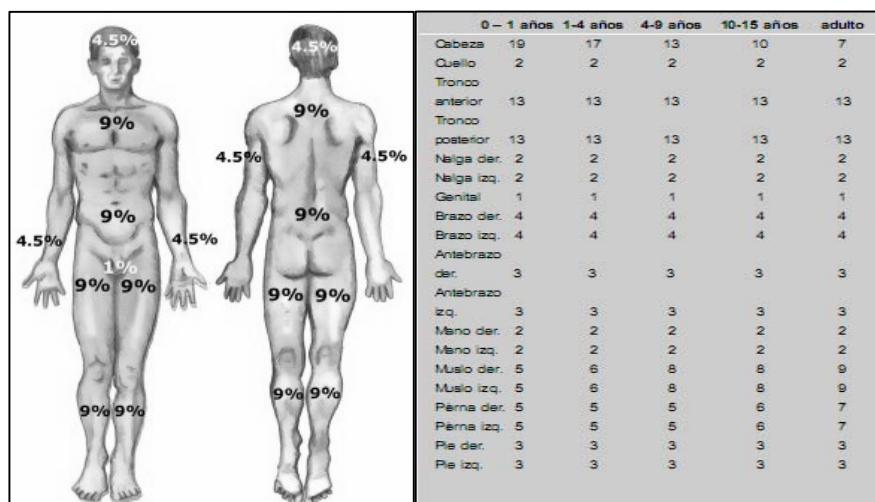 4.5%
9%
9%
4.5% 4.5%
1%
9% 9%
9% 9%
4.5%
9%
4.5% 4.5%
9%
9% 9%
9% 9%
0 – 1 años 1-4 años 4-9 años 10-15 años adulto
Cabeza 19 17 13 10 7
Cuello 2 2 2 2 2
Tronco
anterior 13 13 13 13 13
Tronco
posterior 13 13 13 13 13
Nalga der. 2 2 2 2 2
Nalga izq. 2 2 2 2 2
Genital 1 1 1 1 1
Brazo der. 4 4 4 4 4
Brazo izq. 4 4 4 4 4
Antebrazo
der. 3 3 3 3 3
Antebrazo
izq. 3 3 3 3 3
Mano der. 2 2 2 2 2
Mano izq. 2 2 2 2 2
Muslo der. 5 6 8 8 9
Muslo izq. 5 6 8 8 9
Pèrna der. 5 5 5 6 7
Pèrna izq. 5 5 5 6 7
Pie der. 3 3 3 3 3
Pie izq. 3 3 3 3 3